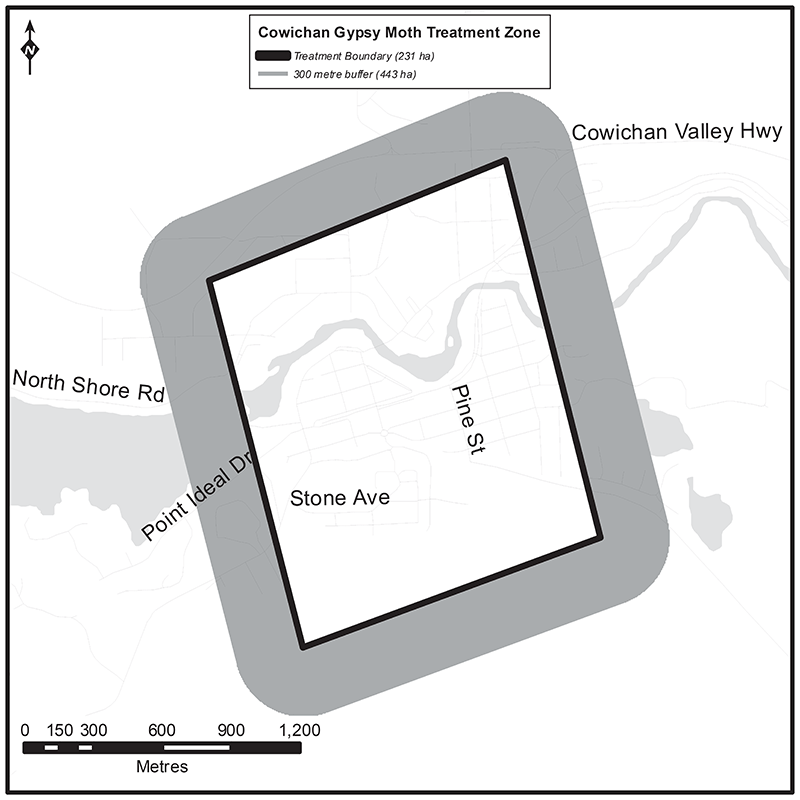 Cowichan Gypsy Moth Treatment Zone
Treatment Boundary (231 ha)
300 metre buffer (443 ha)
N
Cowichan Valley Hwy
North Shore Rd
Pine St
Point Ideal Dr
Stone Ave
0 150 300 600 900 1,200
Metres